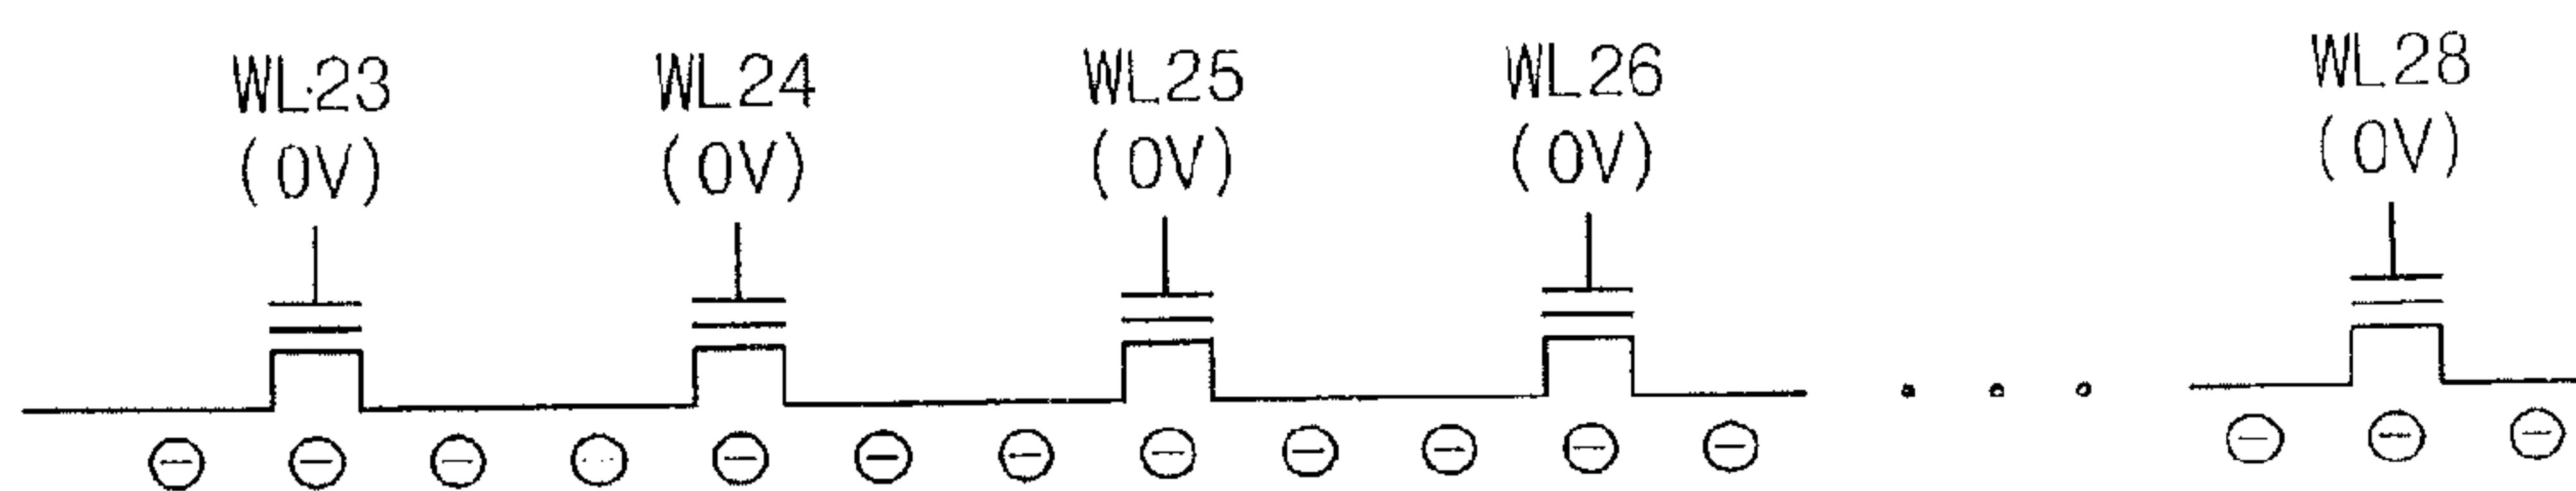 WL23 WL24 WL25 WL26 WL28
(0V) (0V) (0V) (0V) (0V)
⊖ ⊖ ⊖ ⊖ ⊖ ⊖ ⊖ ⊖ ⊖ ⊖ ⊖ ⊖ ⊖ ⊖ ⊖